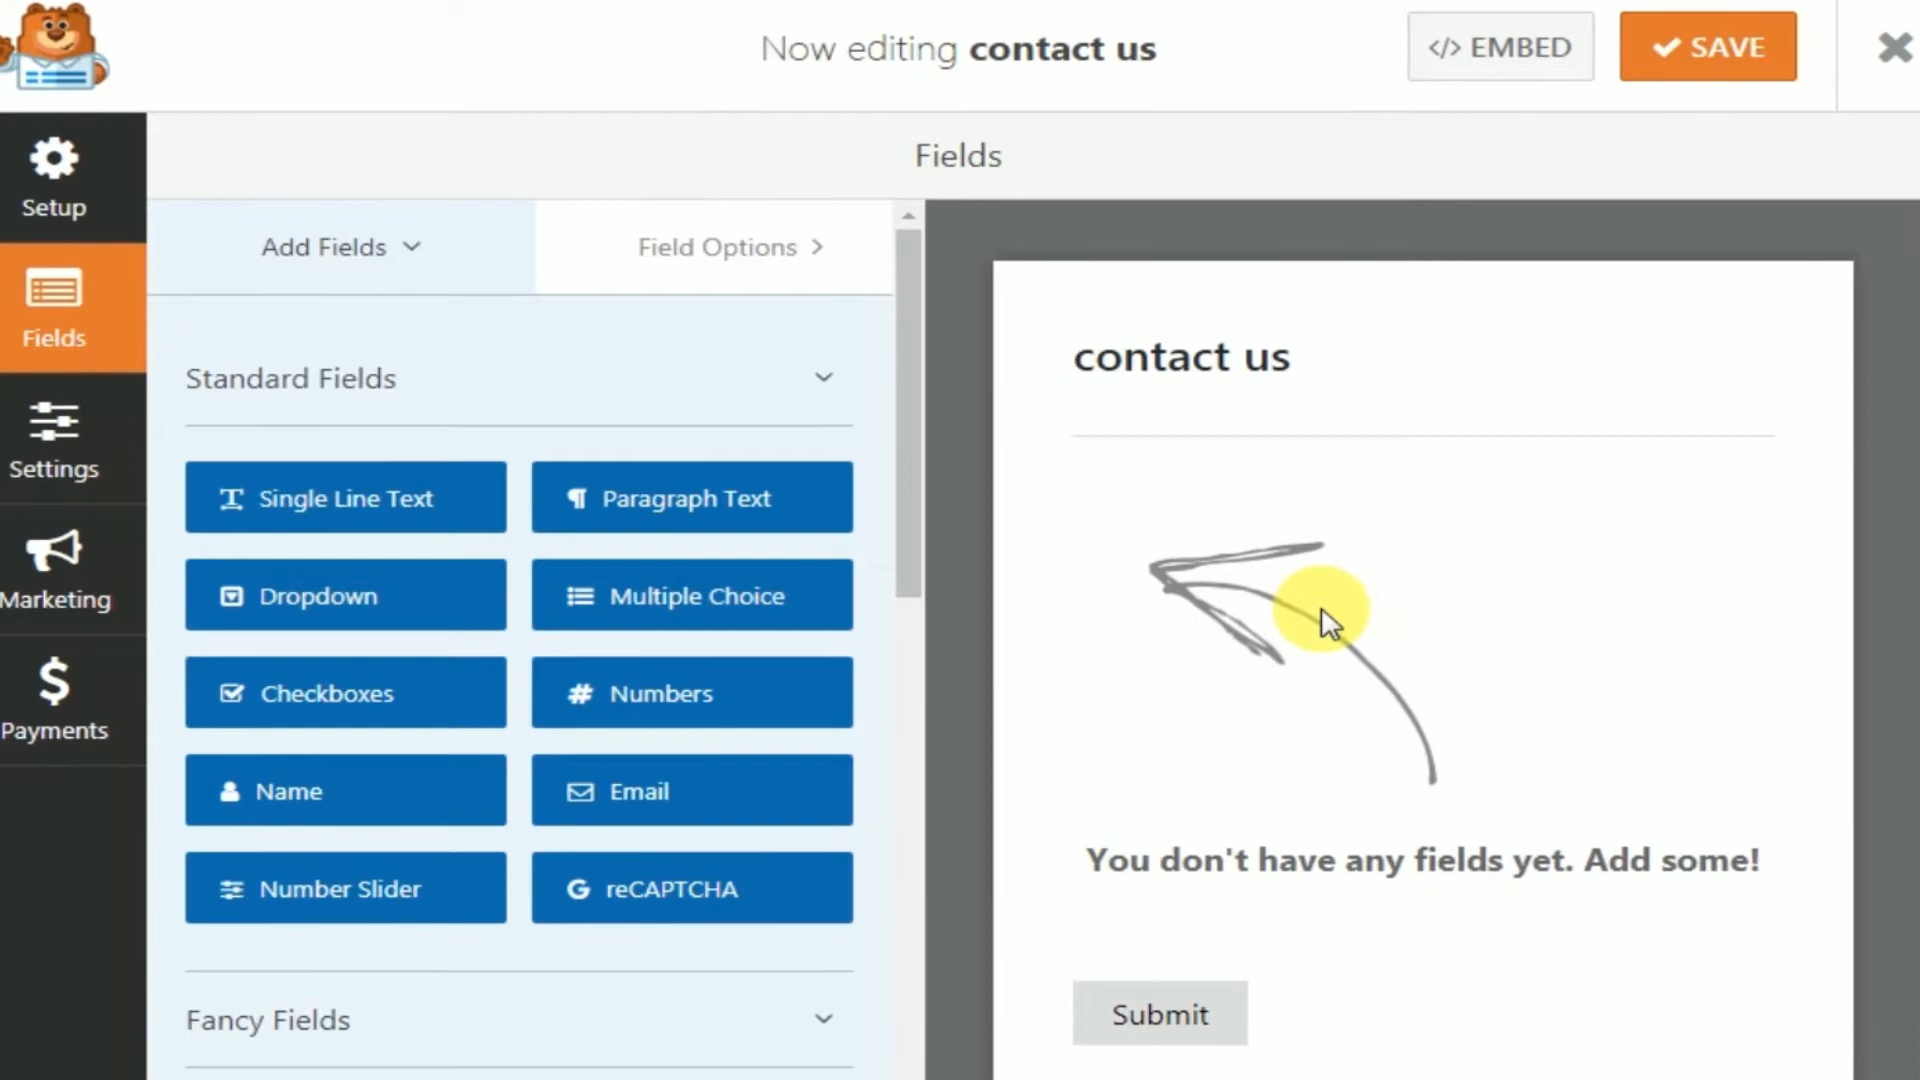 Now editing contact us
</> EMBED
SAVE
Setup
Fields
Settings
Marketing
Payments
Fields
Add Fields
Field Options
Standard Fields
Single Line Text
Paragraph Text
Dropdown
Multiple Choice
Checkboxes
Numbers
Name
Email
Number Slider
reCAPTCHA
Fancy Fields
contact us
You don't have any fields yet. Add some!
Submit